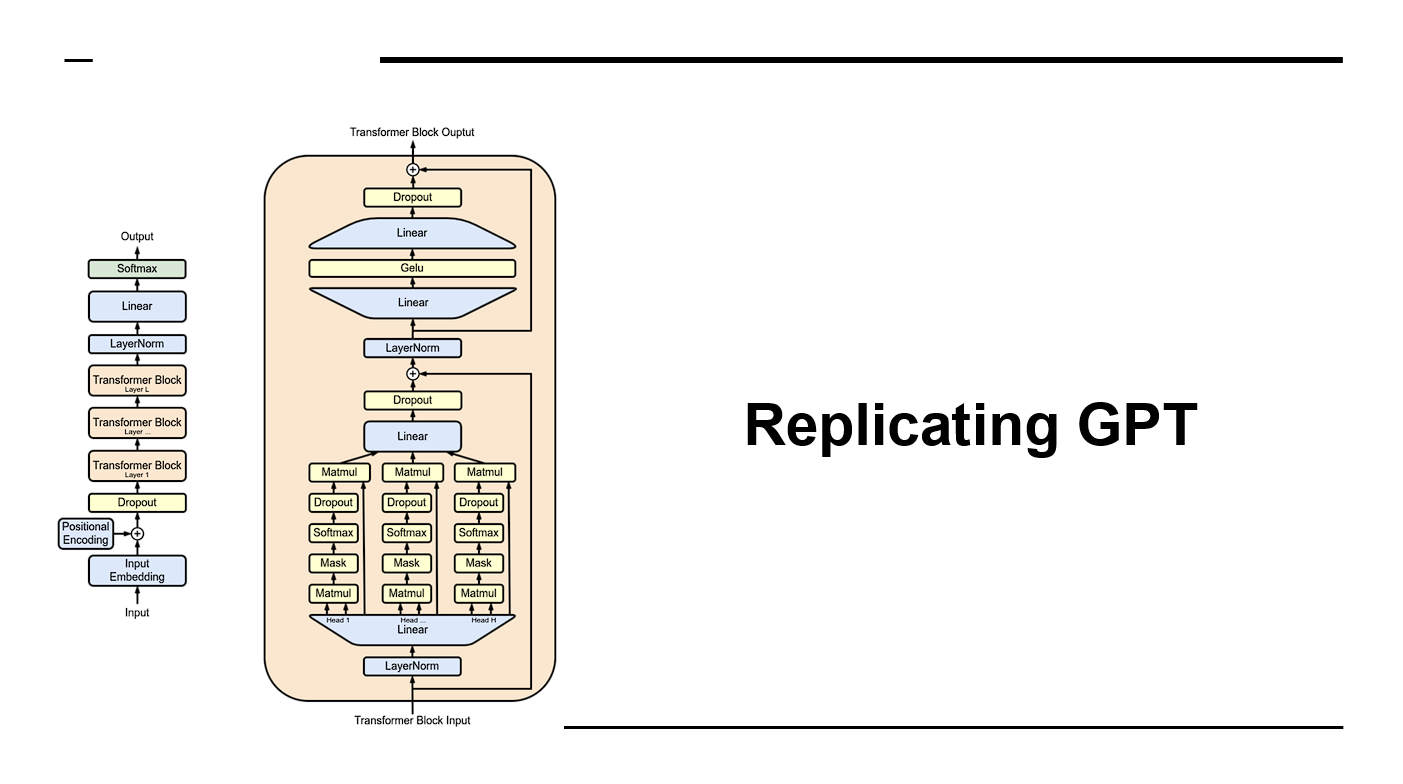 Output
Softmax
Linear
LayerNorm
Transformer Block
Layer L
Transformer Block
Layer ...
Transformer Block
Layer 1
Dropout
Positional
Encoding
Input
Embedding
Input
Transformer Block Ouptut
Dropout
Linear
Gelu
Linear
LayerNorm
Dropout
Linear
Matmul Matmul Matmul
Dropout Dropout Dropout
Softmax Softmax Softmax
Mask Mask Mask
Matmul Matmul Matmul
Head 1 Head ... Head H
Linear
LayerNorm
Transformer Block Input
Replicating GPT